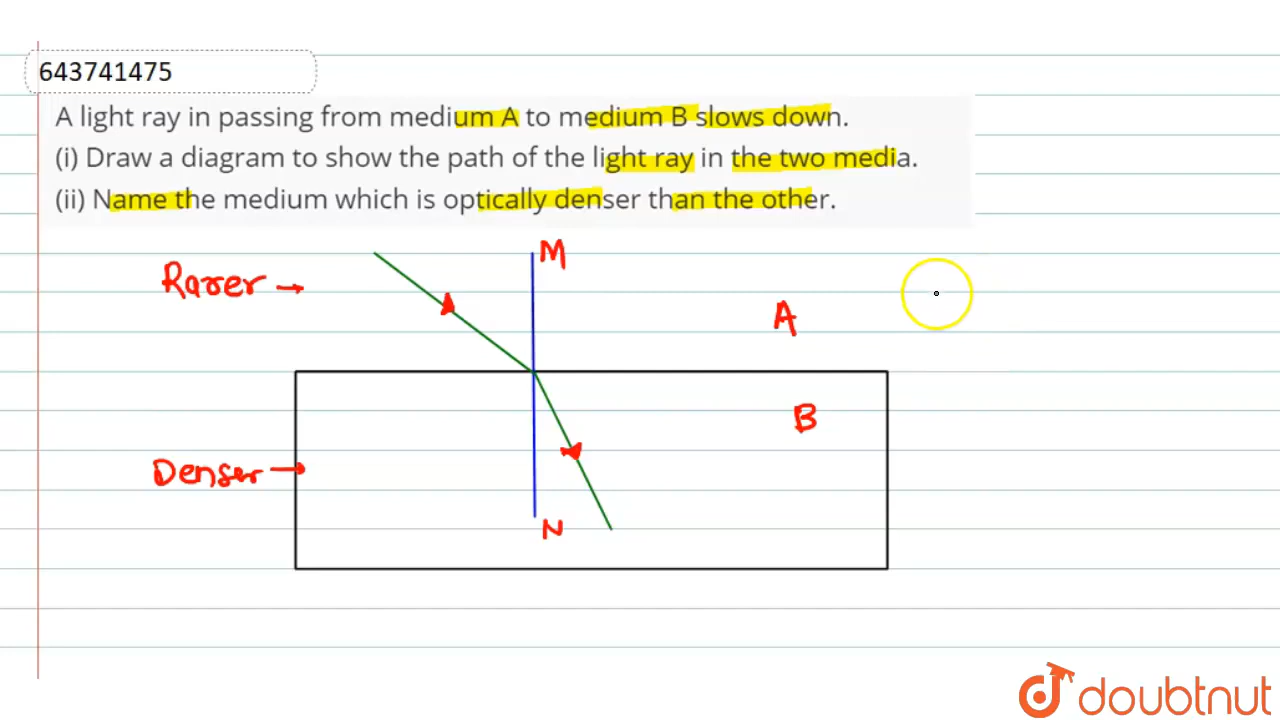 643741475
A light ray in passing from medium A to medium B slows down.
(i) Draw a diagram to show the path of the light ray in the two media.
(ii) Name the medium which is optically denser than the other.
M
Rarer →
A
B
Denser →
N
doubtnut